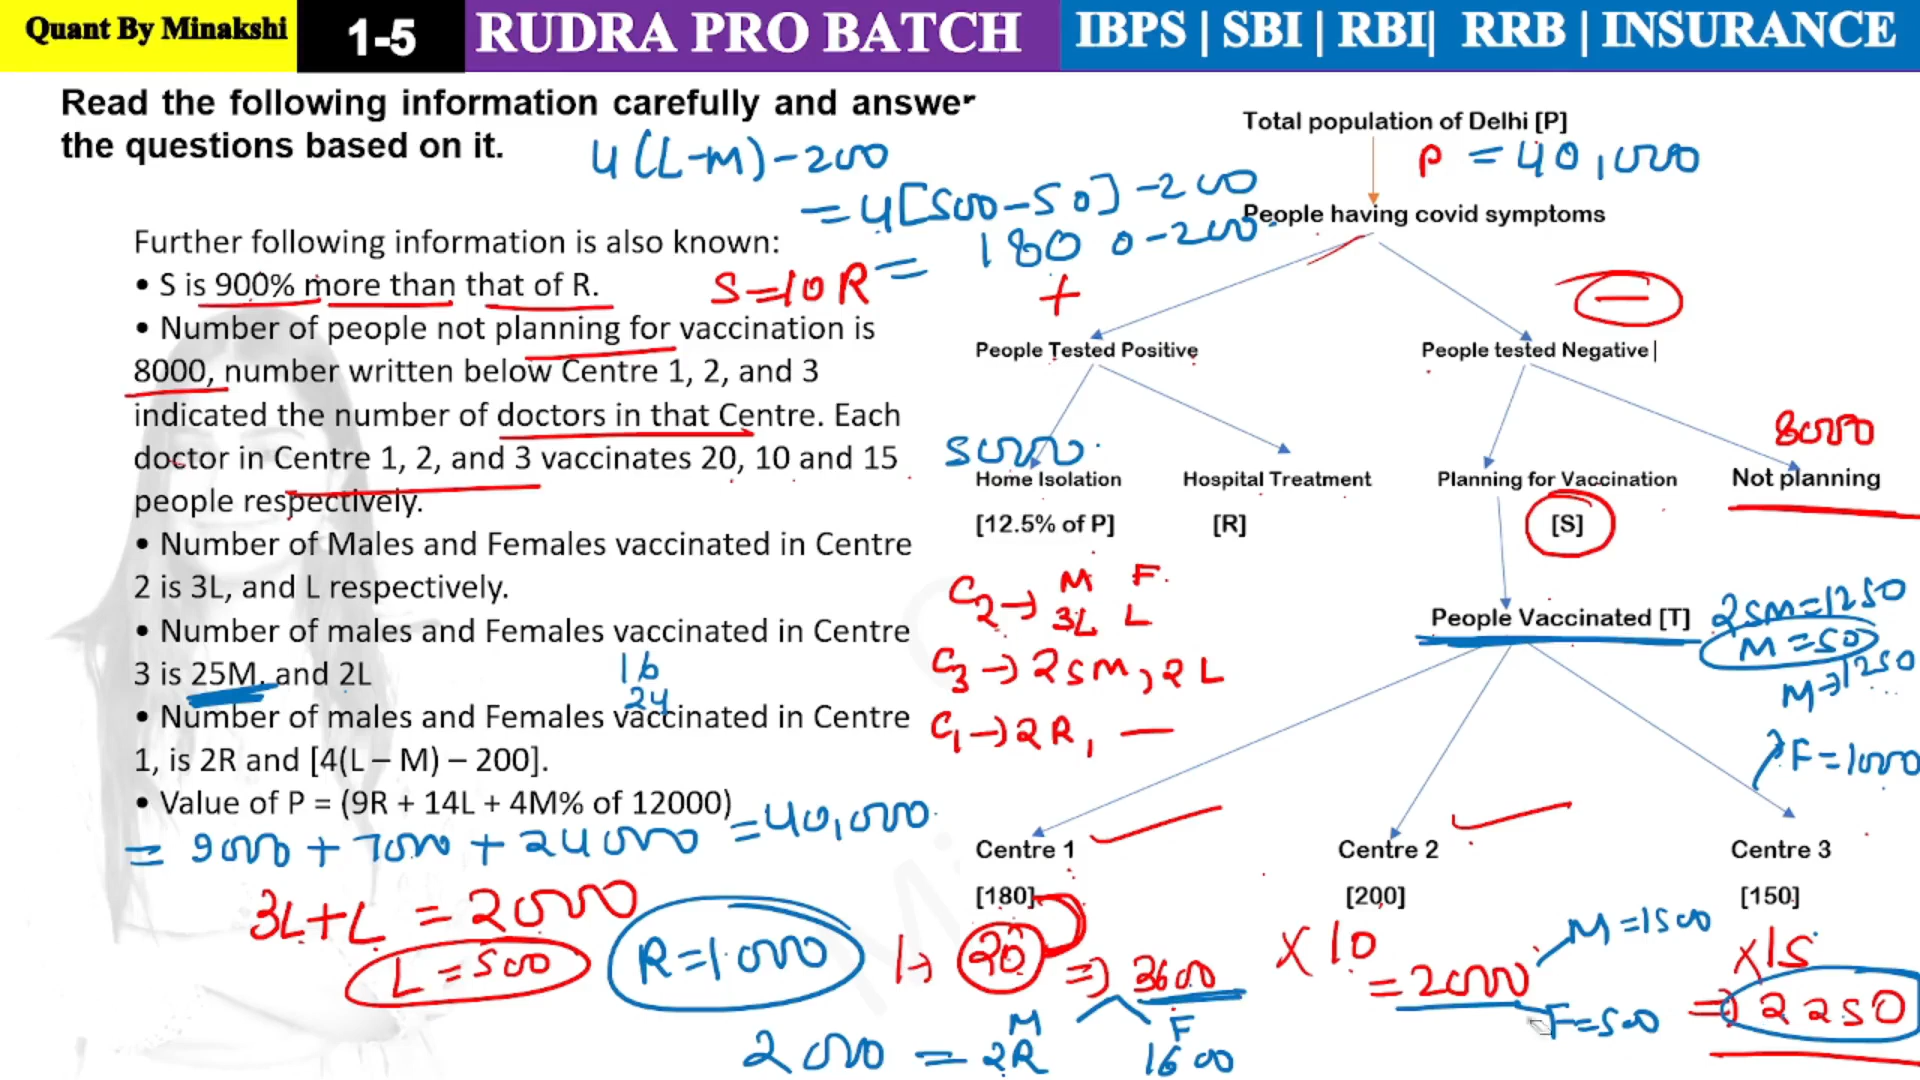 Quant By Minakshi
1-5
RUDRA PRO BATCH
IBPS | SBI | RBI| RRB | INSURANCE
Read the following information carefully and answer
the questions based on it.
4(L-M)-200
=4[500-50]-200
= 1800-200
Further following information is also known:
• S is 900% more than that of R.
S=10R
• Number of people not planning for vaccination is
8000, number written below Centre 1, 2, and 3
indicated the number of doctors in that Centre. Each
doctor in Centre 1, 2, and 3 vaccinates 20, 10 and 15
people respectively.
• Number of Males and Females vaccinated in Centre
2 is 3L, and L respectively.
• Number of males and Females vaccinated in Centre
3 is 25M. and 2L
16
24
• Number of males and Females vaccinated in Centre
1, is 2R and [4(L – M) – 200].
• Value of P = (9R + 14L + 4M% of 12000)
= 9000 + 7000 + 24000 = 40,000
3L+L = 2000
L = 500
R=1000
Total population of Delhi [P]
P = 40,000
People having covid symptoms
+
−
People Tested Positive
People tested Negative|
5000
8000
Home Isolation
Hospital Treatment
Planning for Vaccination
Not planning
[12.5% of P]
[R]
[S]
M F
C2→ 3L L
C3→ 25M, 2L
C1→ 2R, —
People Vaccinated [T]
25M=1250
M=50
M→1250
F=1000
Centre 1
Centre 2
Centre 3
[180]
[200]
[150]
1→ 20 ⇒ 3600
M F
2000 = 2R 1600
×10
= 2000
M=1500
F=500
×15
⇒ 2250